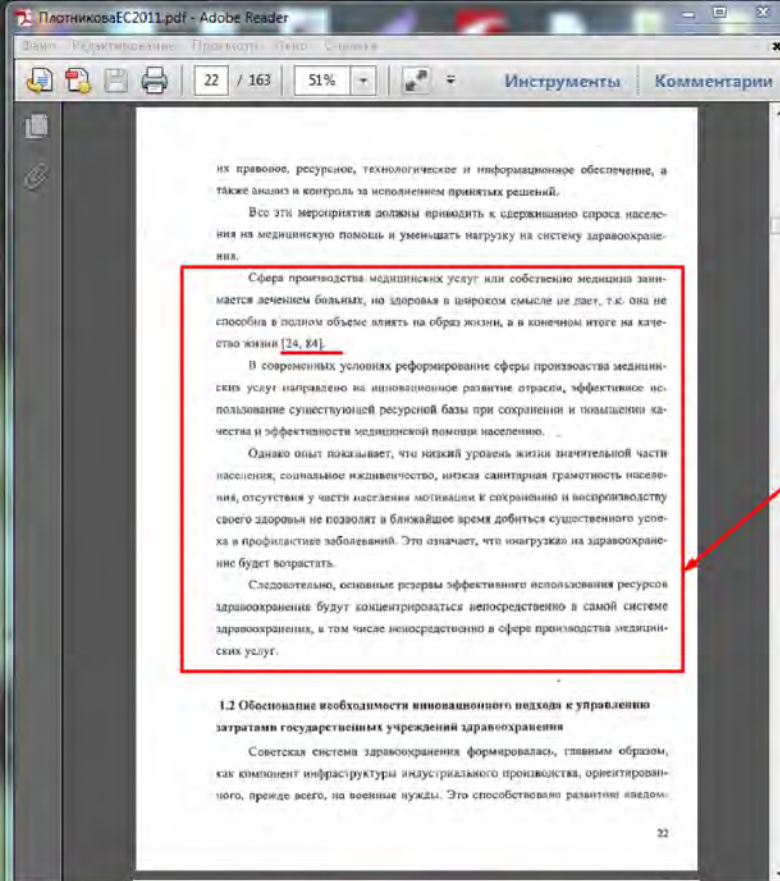 ПлотниковаЕС2011.pdf - Adobe Reader
Файл Редактирование Просмотр Окно Справка
22 / 163 51% Инструменты Комментарии
их правовое, ресурсное, технологическое и информационное обеспечение, а
также анализ и контроль за исполнением принятых решений.
Все эти мероприятия должны приводить к сдерживанию спроса населе-
ния на медицинскую помощь и уменьшать нагрузку на систему здравоохране-
ния.
Сфера производства медицинских услуг или собственно медицина зани-
мается лечением больных, но здоровья в широком смысле не дает, т.к. она не
способна в полном объеме влиять на образ жизни, а в конечном итоге на каче-
ство жизни [24, 84].
В современных условиях реформирование сферы производства медицин-
ских услуг направлено на инновационное развитие отрасли, эффективное ис-
пользование существующей ресурсной базы при сохранении и повышении ка-
чества и эффективности медицинской помощи населению.
Однако опыт показывает, что низкий уровень жизни значительной части
населения, социальное иждивенчество, низкая санитарная грамотность населе-
ния, отсутствия у части населения мотивации к сохранению и воспроизводству
своего здоровья не позволят в ближайшее время добиться существенного успе-
ха в профилактике заболеваний. Это означает, что нагрузка на здравоохране-
ние будет возрастать.
Следовательно, основные резервы эффективного использования ресурсов
здравоохранения будут концентрироваться непосредственно в самой системе
здравоохранения, в том числе непосредственно в сфере производства медицин-
ских услуг.
1.2 Обоснование необходимости инновационного подхода к управлению
затратами государственных учреждений здравоохранения
Советская система здравоохранения формировалась, главным образом,
как компонент инфраструктуры индустриального производства, ориентирован-
ного, прежде всего, на военные нужды. Это способствовало развитию
22